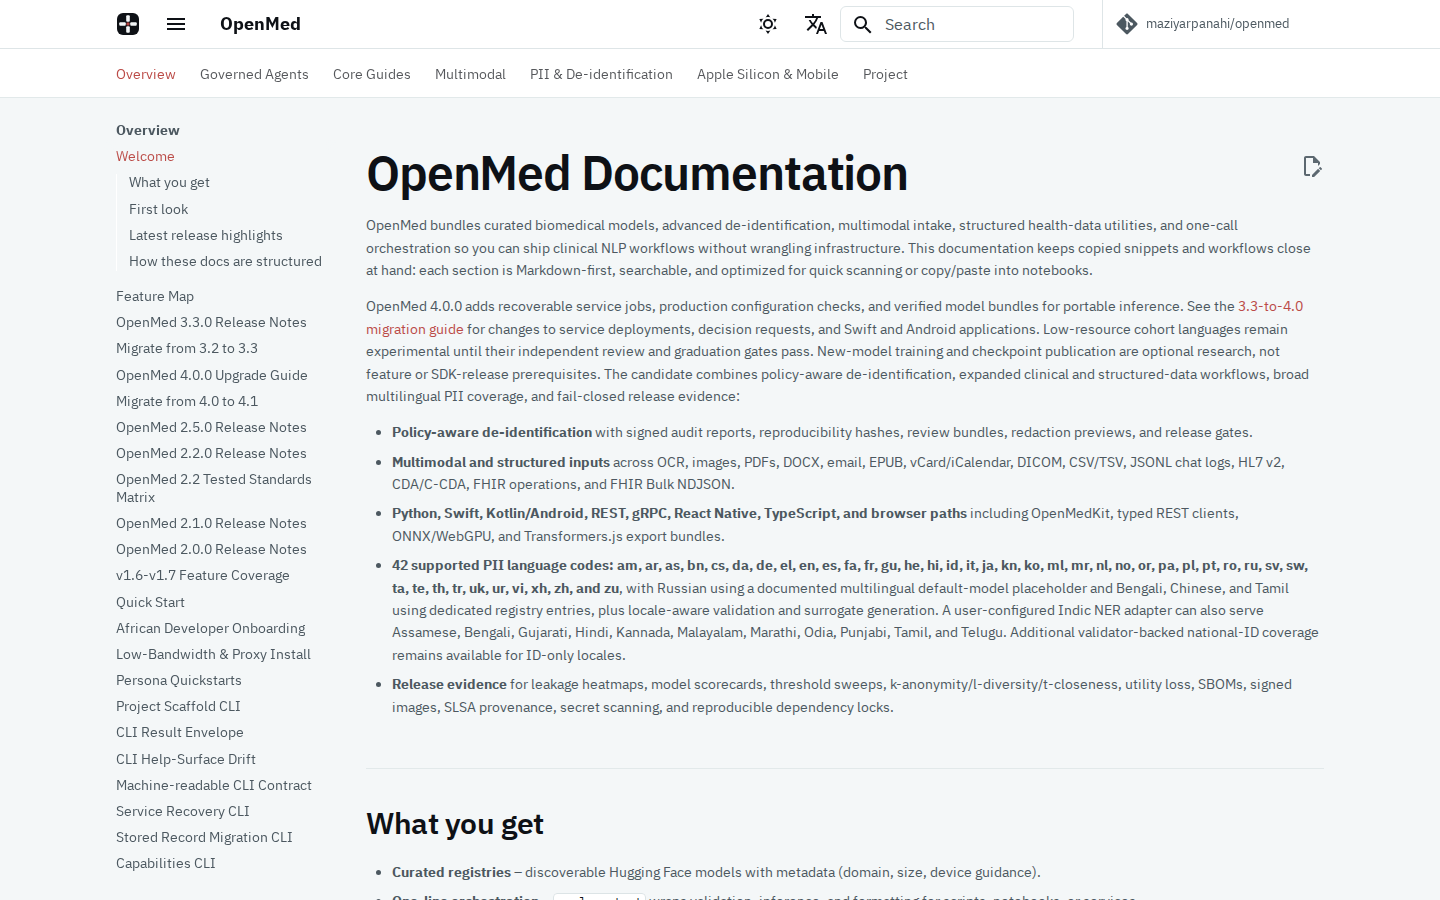 OpenMed
Search
maziyarpanahi/openmed
Overview
Governed Agents
Core Guides
Multimodal
PII & De-identification
Apple Silicon & Mobile
Project
Overview
Welcome
What you get
First look
Latest release highlights
How these docs are structured
Feature Map
OpenMed 3.3.0 Release Notes
Migrate from 3.2 to 3.3
OpenMed 4.0.0 Upgrade Guide
Migrate from 4.0 to 4.1
OpenMed 2.5.0 Release Notes
OpenMed 2.2.0 Release Notes
OpenMed 2.2 Tested Standards
Matrix
OpenMed 2.1.0 Release Notes
OpenMed 2.0.0 Release Notes
v1.6-v1.7 Feature Coverage
Quick Start
African Developer Onboarding
Low-Bandwidth & Proxy Install
Persona Quickstarts
Project Scaffold CLI
CLI Result Envelope
CLI Help-Surface Drift
Machine-readable CLI Contract
Service Recovery CLI
Stored Record Migration CLI
Capabilities CLI
OpenMed Documentation
OpenMed bundles curated biomedical models, advanced de-identification, multimodal intake, structured health-data utilities, and one-call
orchestration so you can ship clinical NLP workflows without wrangling infrastructure. This documentation keeps copied snippets and workflows close
at hand: each section is Markdown-first, searchable, and optimized for quick scanning or copy/paste into notebooks.
OpenMed 4.0.0 adds recoverable service jobs, production configuration checks, and verified model bundles for portable inference. See the 3.3-to-4.0
migration guide for changes to service deployments, decision requests, and Swift and Android applications. Low-resource cohort languages remain
experimental until their independent review and graduation gates pass. New-model training and checkpoint publication are optional research, not
feature or SDK-release prerequisites. The candidate combines policy-aware de-identification, expanded clinical and structured-data workflows, broad
multilingual PII coverage, and fail-closed release evidence:
• Policy-aware de-identification with signed audit reports, reproducibility hashes, review bundles, redaction previews, and release gates.
• Multimodal and structured inputs across OCR, images, PDFs, DOCX, email, EPUB, vCard/iCalendar, DICOM, CSV/TSV, JSONL chat logs, HL7 v2,
CDA/C-CDA, FHIR operations, and FHIR Bulk NDJSON.
• Python, Swift, Kotlin/Android, REST, gRPC, React Native, TypeScript, and browser paths including OpenMedKit, typed REST clients,
ONNX/WebGPU, and Transformers.js export bundles.
• 42 supported PII language codes: am, ar, as, bn, cs, da, de, el, en, es, fa, fr, gu, he, hi, id, it, ja, kn, ko, ml, mr, nl, no, or, pa, pl, pt, ro, ru, sv, sw,
ta, te, th, tr, uk, ur, vi, xh, zh, and zu, with Russian using a documented multilingual default-model placeholder and Bengali, Chinese, and Tamil
using dedicated registry entries, plus locale-aware validation and surrogate generation. A user-configured Indic NER adapter can also serve
Assamese, Bengali, Gujarati, Hindi, Kannada, Malayalam, Marathi, Odia, Punjabi, Tamil, and Telugu. Additional validator-backed national-ID coverage
remains available for ID-only locales.
• Release evidence for leakage heatmaps, model scorecards, threshold sweeps, k-anonymity/l-diversity/t-closeness, utility loss, SBOMs, signed
images, SLSA provenance, secret scanning, and reproducible dependency locks.
What you get
• Curated registries – discoverable Hugging Face models with metadata (domain, size, device guidance).